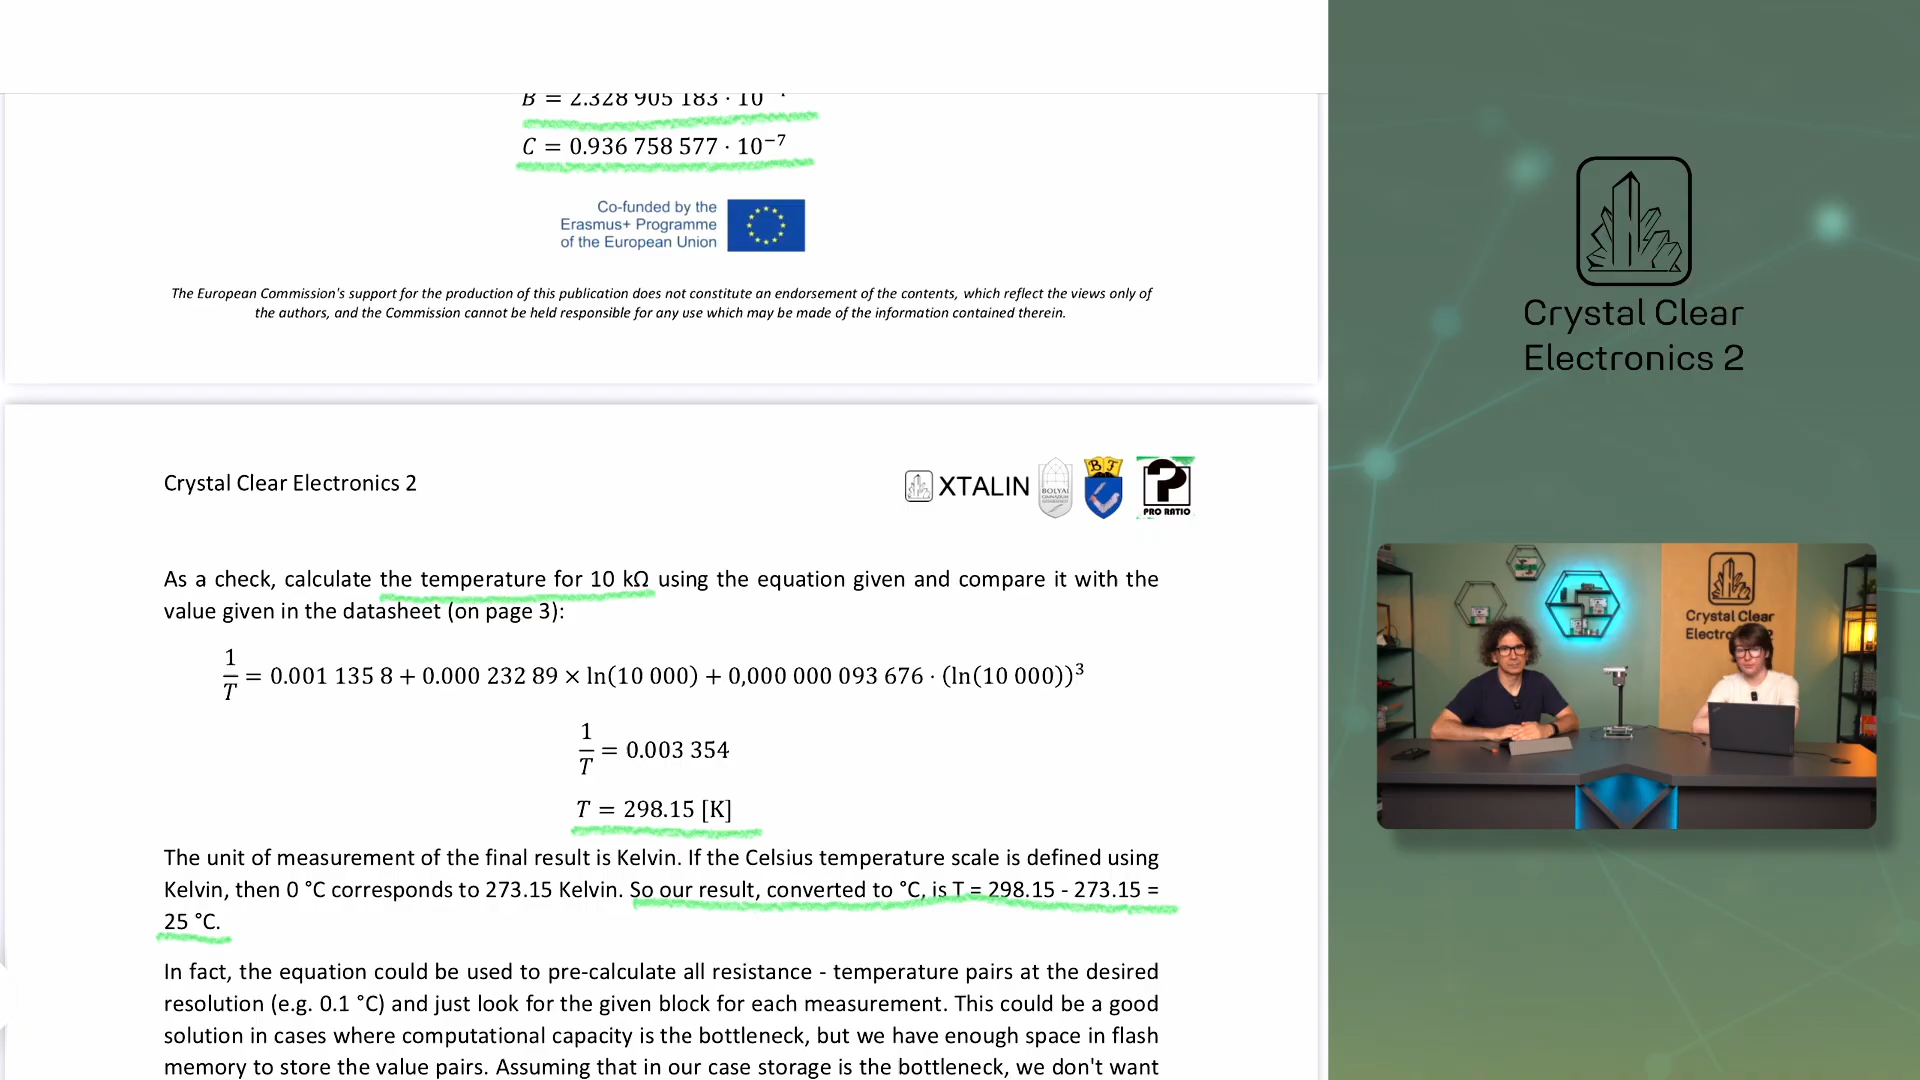 B = 2.328 905 183 · 10
C = 0.936 758 577 · 10⁻⁷
Co-funded by the
Erasmus+ Programme
of the European Union
The European Commission's support for the production of this publication does not constitute an endorsement of the contents, which reflect the views only of
the authors, and the Commission cannot be held responsible for any use which may be made of the information contained therein.
Crystal Clear Electronics 2
XTALIN
BOLYAI
B F
PRO RATIO
As a check, calculate the temperature for 10 kΩ using the equation given and compare it with the
value given in the datasheet (on page 3):
1/T = 0.001 135 8 + 0.000 232 89 × ln(10 000) + 0,000 000 093 676 · (ln(10 000))³
1/T = 0.003 354
T = 298.15 [K]
The unit of measurement of the final result is Kelvin. If the Celsius temperature scale is defined using
Kelvin, then 0 °C corresponds to 273.15 Kelvin. So our result, converted to °C, is T = 298.15 - 273.15 =
25 °C.
In fact, the equation could be used to pre-calculate all resistance - temperature pairs at the desired
resolution (e.g. 0.1 °C) and just look for the given block for each measurement. This could be a good
solution in cases where computational capacity is the bottleneck, but we have enough space in flash
memory to store the value pairs. Assuming that in our case storage is the bottleneck, we don't want
Crystal Clear
Electronics 2
Crystal Clear